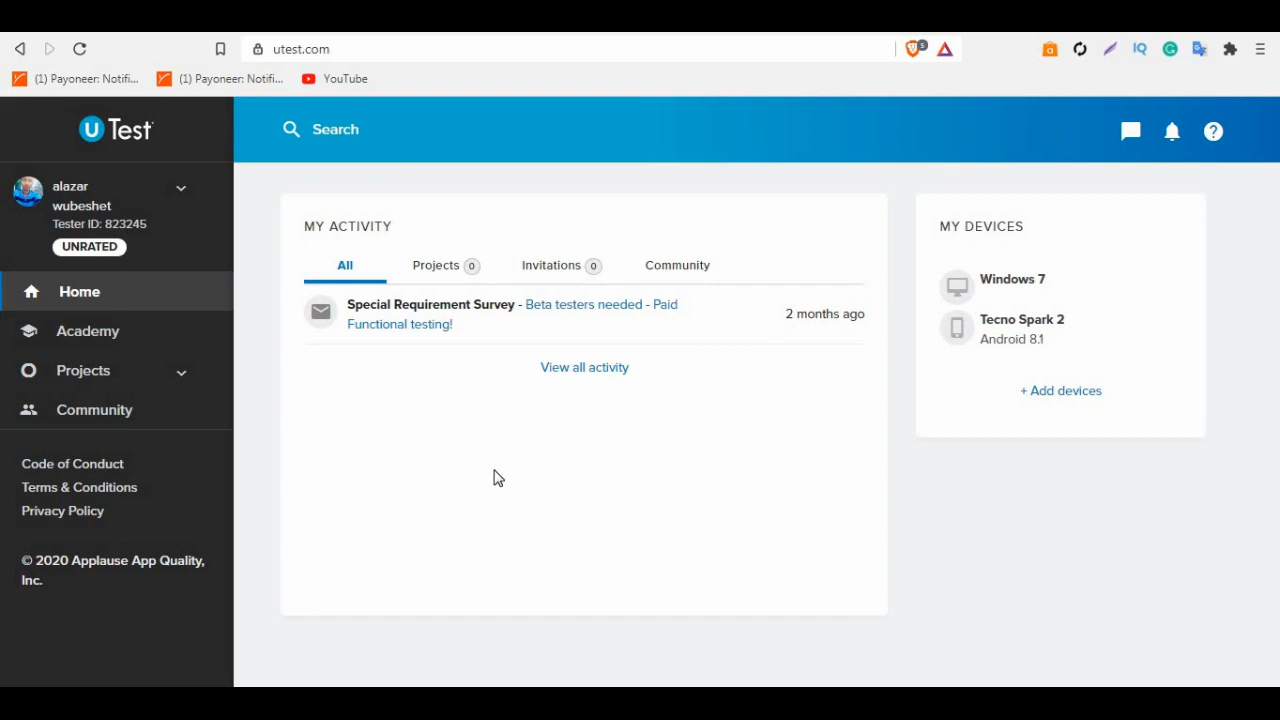 utest.com
5
IQ
(1) Payoneer: Notifi...
(1) Payoneer: Notifi...
YouTube
u Test
Search
alazar
wubeshet
Tester ID: 823245
UNRATED
Home
Academy
Projects
Community
Code of Conduct
Terms & Conditions
Privacy Policy
© 2020 Applause App Quality,
Inc.
MY ACTIVITY
All
Projects 0
Invitations 0
Community
Special Requirement Survey - Beta testers needed - Paid
Functional testing!
2 months ago
View all activity
MY DEVICES
Windows 7
Tecno Spark 2
Android 8.1
+ Add devices